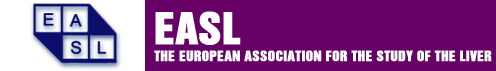 E A
S L
EASL
THE EUROPEAN ASSOCIATION FOR THE STUDY OF THE LIVER